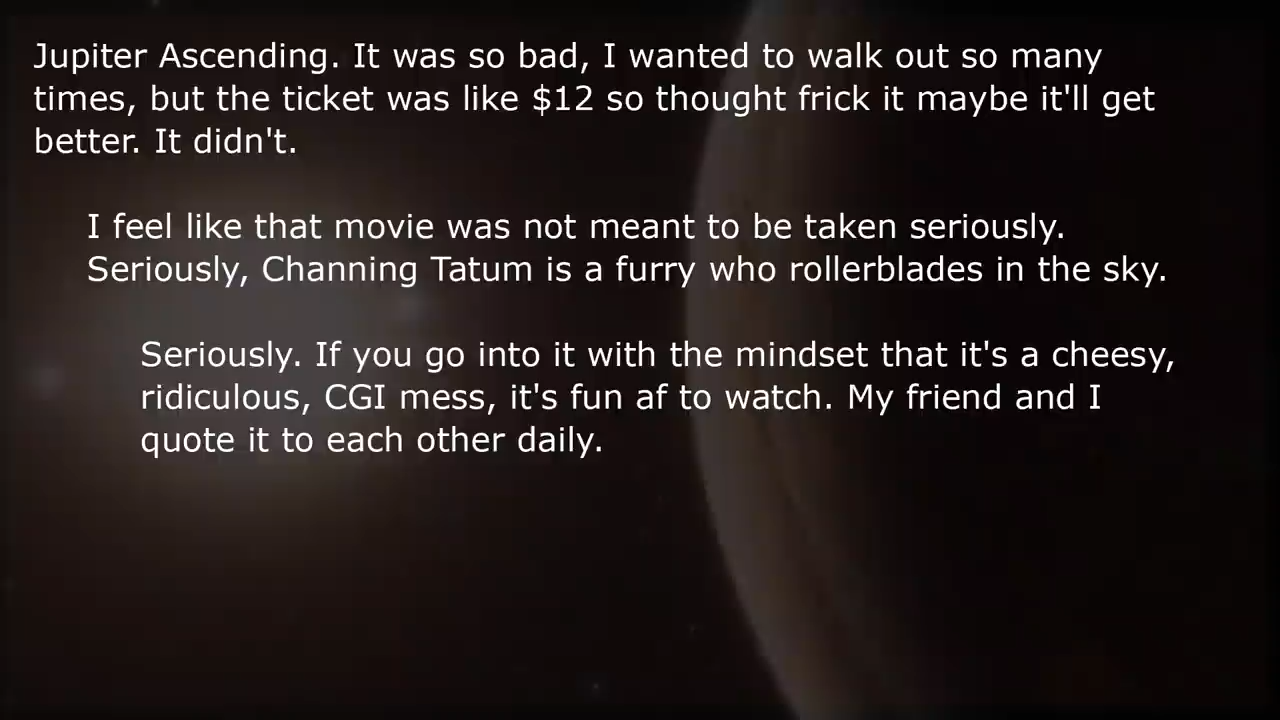 Jupiter Ascending. It was so bad, I wanted to walk out so many
times, but the ticket was like $12 so thought frick it maybe it'll get
better. It didn't.
I feel like that movie was not meant to be taken seriously.
Seriously, Channing Tatum is a furry who rollerblades in the sky.
Seriously. If you go into it with the mindset that it's a cheesy,
ridiculous, CGI mess, it's fun af to watch. My friend and I
quote it to each other daily.